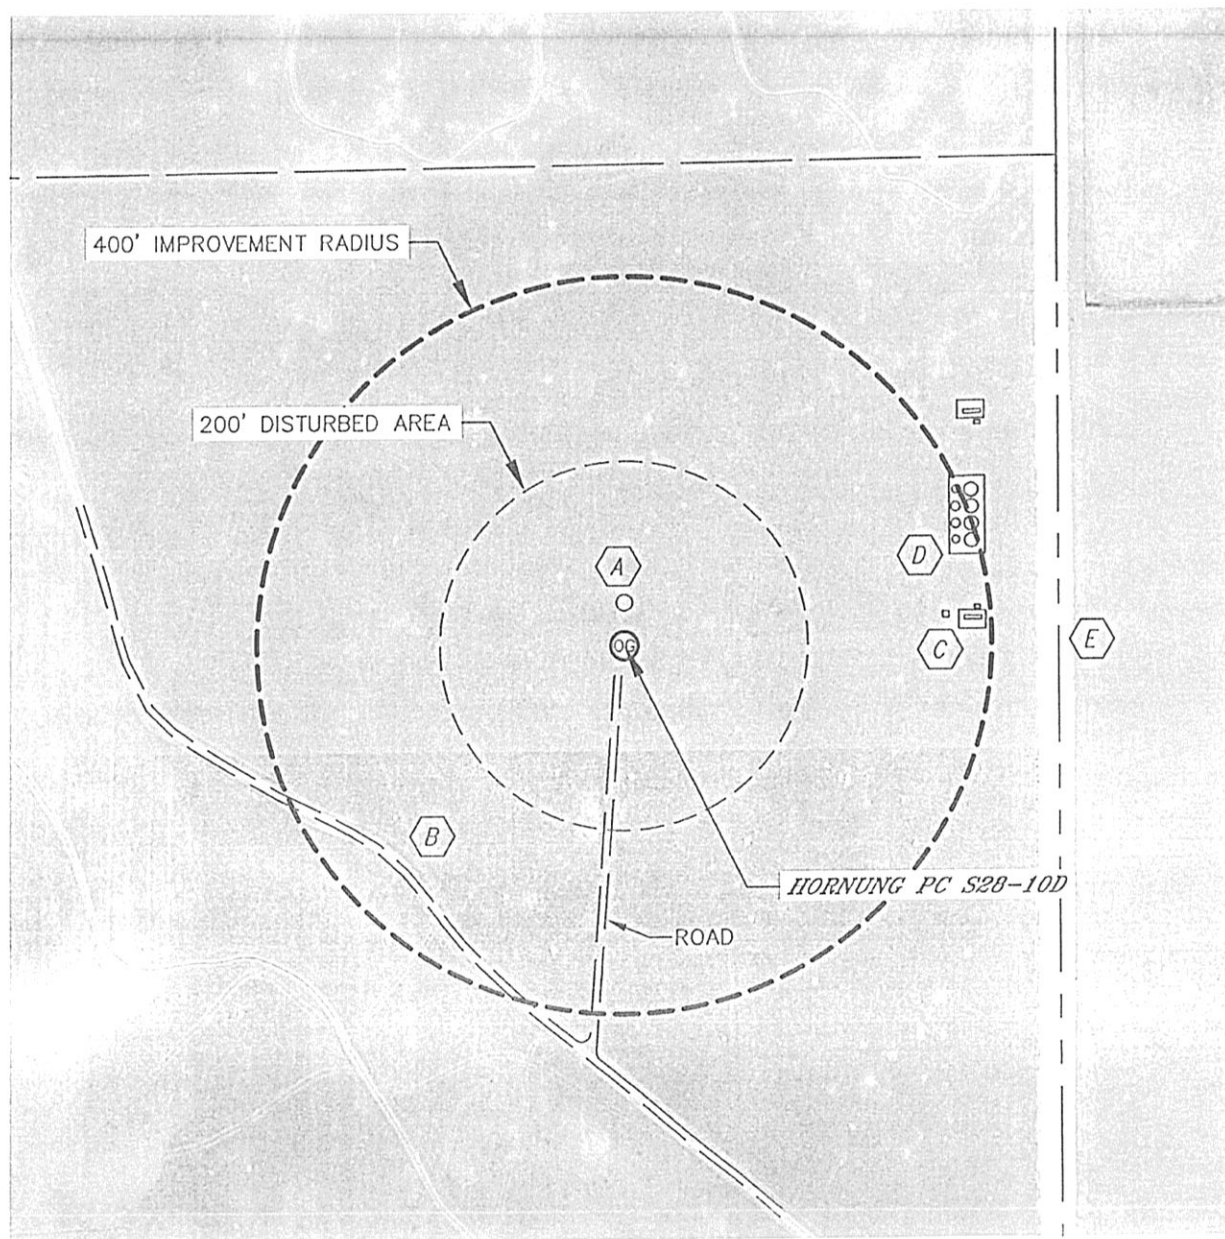 400' IMPROVEMENT RADIUS
200' DISTURBED AREA
A
D
OG
C
E
B
HORNUNG PC S28-10D
ROAD